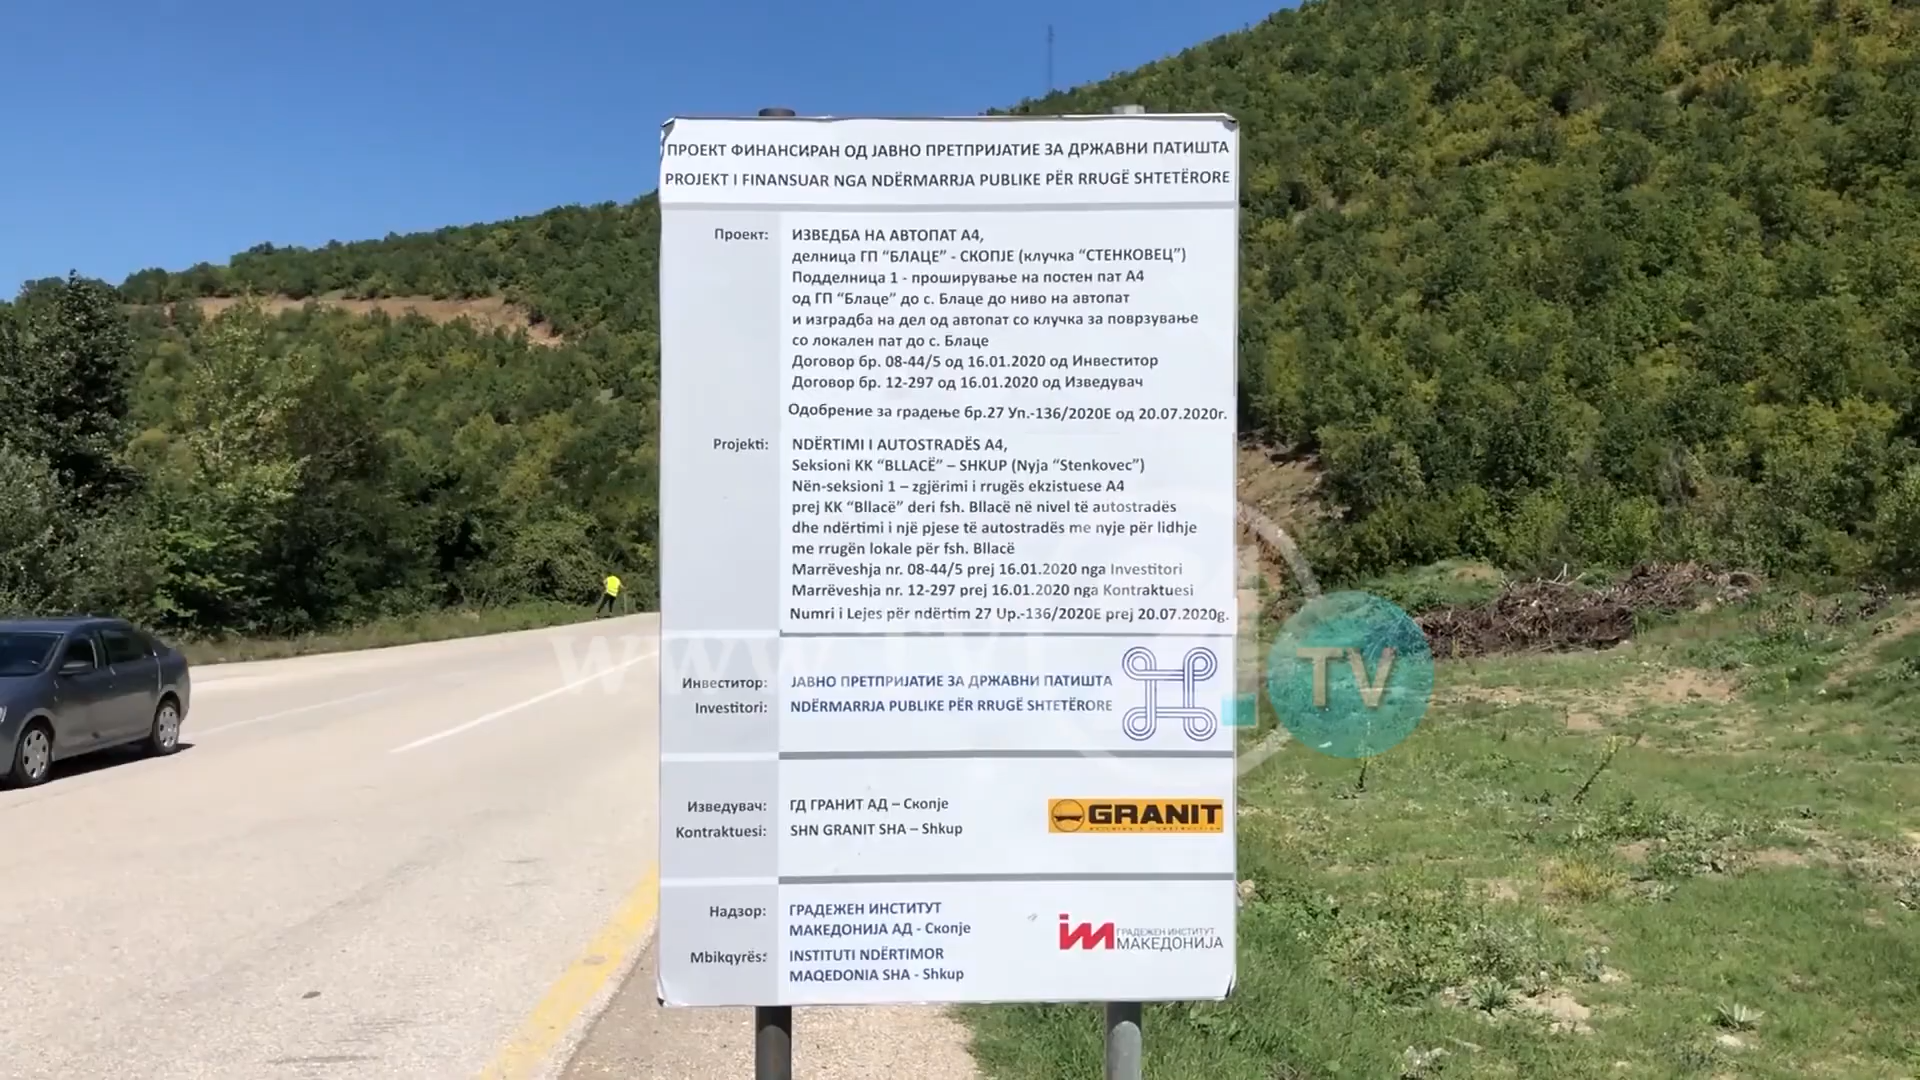 ПРОЕКТ ФИНАНСИРАН ОД ЈАВНО ПРЕТПРИЈАТИЕ ЗА ДРЖАВНИ ПАТИШТА
PROJEKT I FINANSUAR NGA NDËRMARRJA PUBLIKE PËR RRUGË SHTETËRORE
Проект: ИЗВЕДБА НА АВТОПАТ А4,
делница ГП “БЛАЦЕ” - СКОПЈЕ (клучка “СТЕНКОВЕЦ”)
Подделница 1 - проширување на постен пат А4
од ГП “Блаце” до с. Блаце до ниво на автопат
и изградба на дел од автопат со клучка за поврзување
со локален пат до с. Блаце
Договор бр. 08-44/5 од 16.01.2020 од Инвеститор
Договор бр. 12-297 од 16.01.2020 од Изведувач
Одобрение за градење бр.27 Уп.-136/2020Е од 20.07.2020г.
Projekti: NDËRTIMI I AUTOSTRADËS A4,
Seksioni KK “BLLACË” – SHKUP (Nyja “Stenkovec”)
Nën-seksioni 1 – zgjërimi i rrugës ekzistuese A4
prej KK “Bllacë” deri fsh. Bllacë në nivel të autostradës
dhe ndërtimi i një pjese të autostradës me nyje për lidhje
me rrugën lokale për fsh. Bllacë
Marrëveshja nr. 08-44/5 prej 16.01.2020 nga Investitori
Marrëveshja nr. 12-297 prej 16.01.2020 nga Kontraktuesi
Numri i Lejes për ndërtim 27 Up.-136/2020E prej 20.07.2020g.
Инвеститор: ЈАВНО ПРЕТПРИЈАТИЕ ЗА ДРЖАВНИ ПАТИШТА
Investitori: NDËRMARRJA PUBLIKE PËR RRUGË SHTETËRORE
Изведувач: ГД ГРАНИТ АД – Скопје
Kontraktuesi: SHN GRANIT SHA – Shkup
GRANIT
Надзор: ГРАДЕЖЕН ИНСТИТУТ
МАКЕДОНИЈА АД - Скопје
Mbikqyrës: INSTITUTI NDËRTIMOR
MAQEDONIA SHA - Shkup
ГРАДЕЖЕН ИНСТИТУТ
МАКЕДОНИЈА
www.
TV